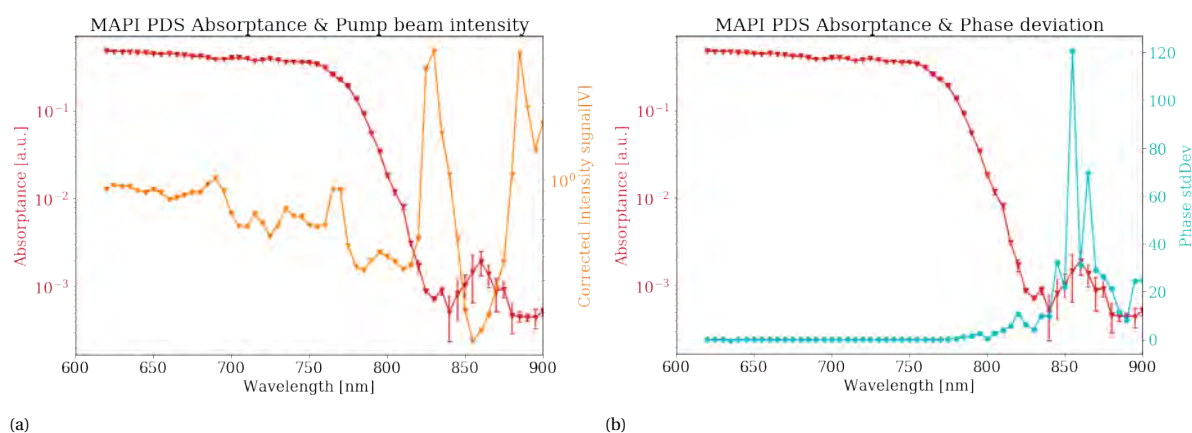 MAPI PDS Absorptance & Pump beam intensity
Absorptance [a.u.]
10⁻¹
10⁻²
10⁻³
10⁰
Corrected Intensity signal[V]
600 650 700 750 800 850 900
Wavelength [nm]
(a)
MAPI PDS Absorptance & Phase deviation
Absorptance [a.u.]
10⁻¹
10⁻²
10⁻³
120
100
80
60
40
20
0
Phase stdDev
600 650 700 750 800 850 900
Wavelength [nm]
(b)